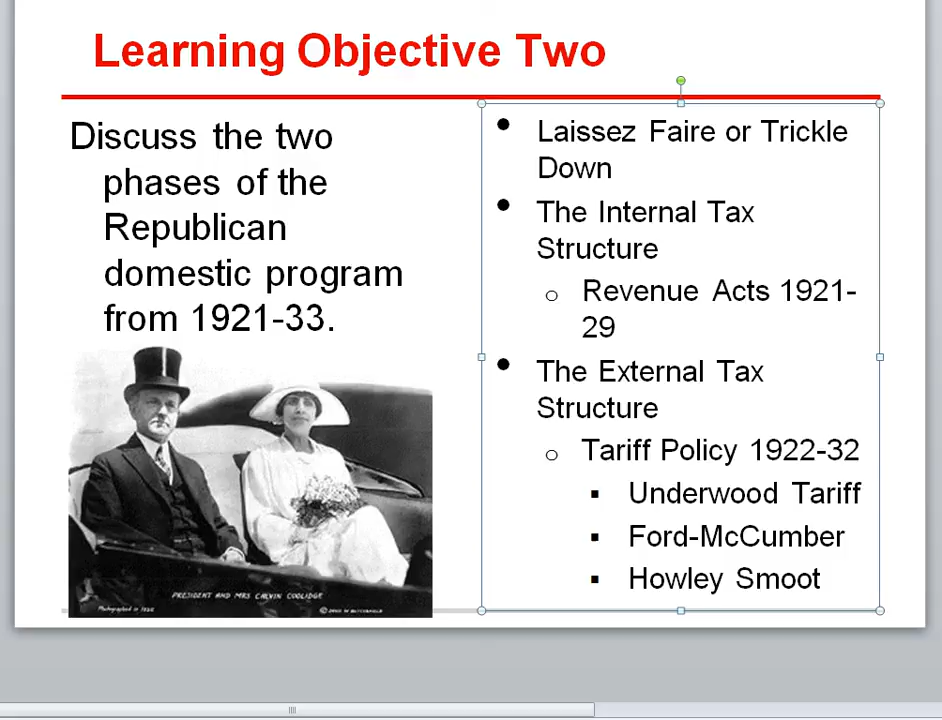 Learning Objective Two
Discuss the two
phases of the
Republican
domestic program
from 1921-33.
PRESIDENT AND MRS CALVIN COOLIDGE
• Laissez Faire or Trickle
Down
• The Internal Tax
Structure
o Revenue Acts 1921-
29
• The External Tax
Structure
o Tariff Policy 1922-32
▪ Underwood Tariff
▪ Ford-McCumber
▪ Howley Smoot